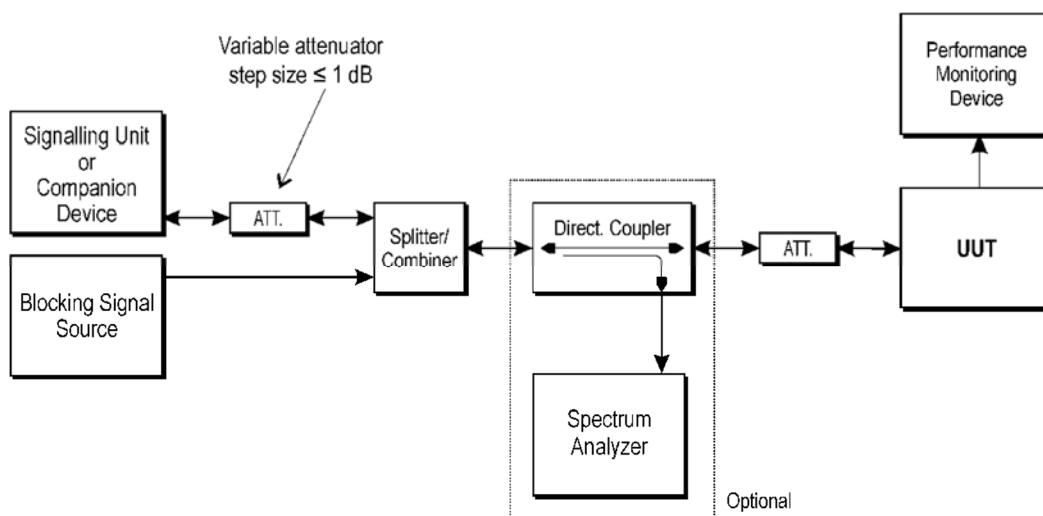 Variable attenuator
step size ≤ 1 dB
Performance
Monitoring
Device
Signalling Unit
or
Companion
Device
ATT.
Splitter/
Combiner
Direct. Coupler
ATT.
UUT
Blocking Signal
Source
Spectrum
Analyzer
Optional